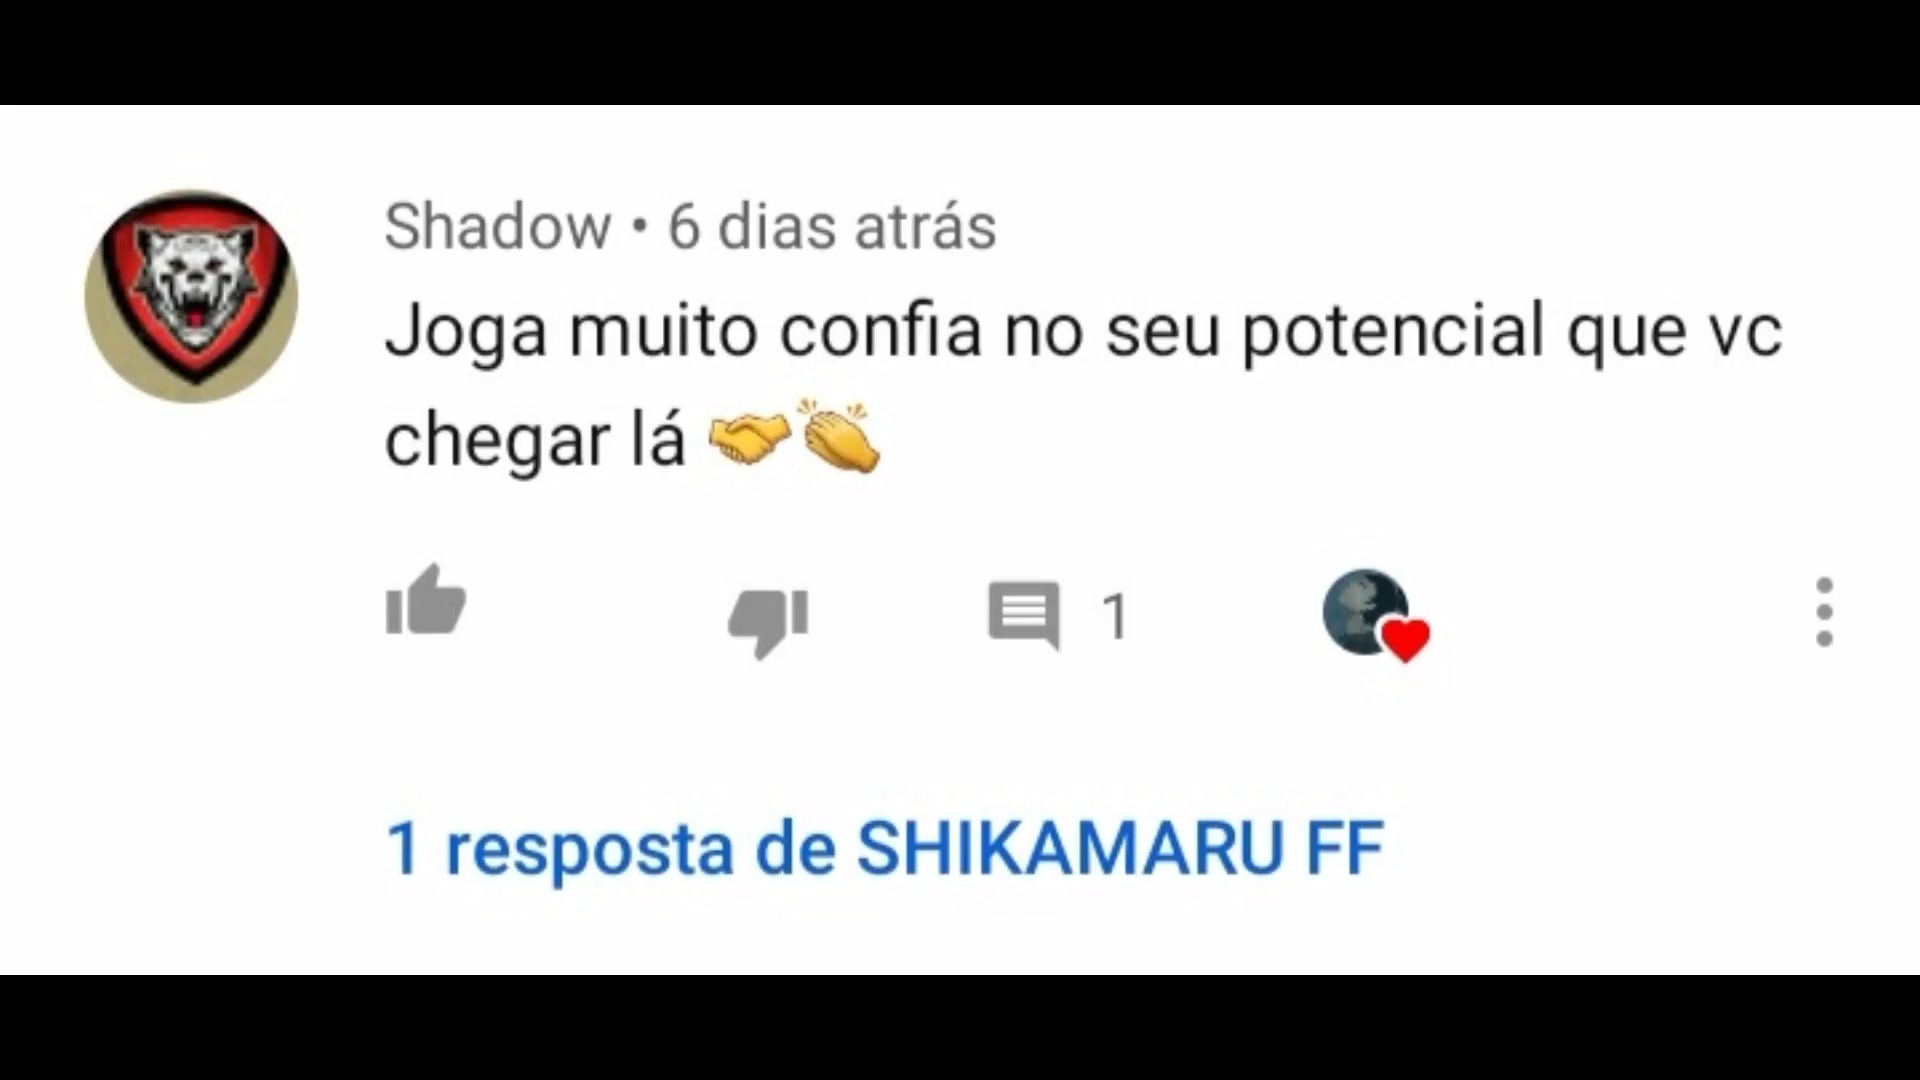 Shadow • 6 dias atrás
Joga muito confia no seu potencial que vc
chegar lá 🤝👏
1
1 resposta de SHIKAMARU FF